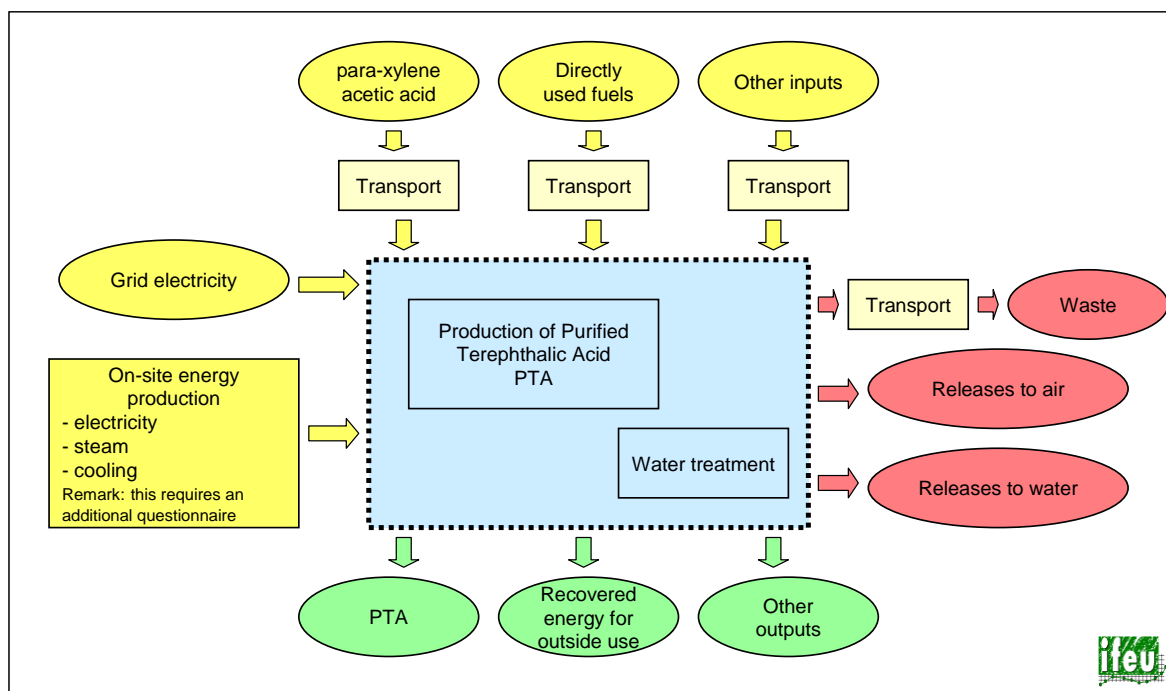 para-xylene
acetic acid
Directly
used fuels
Other inputs
Transport
Transport
Transport
Grid electricity
Production of Purified
Terephthalic Acid
PTA
Transport
Waste
On-site energy
production
- electricity
- steam
- cooling
Remark: this requires an
additional questionnaire
Releases to air
Water treatment
Releases to water
PTA
Recovered
energy for
outside use
Other
outputs
ifeu